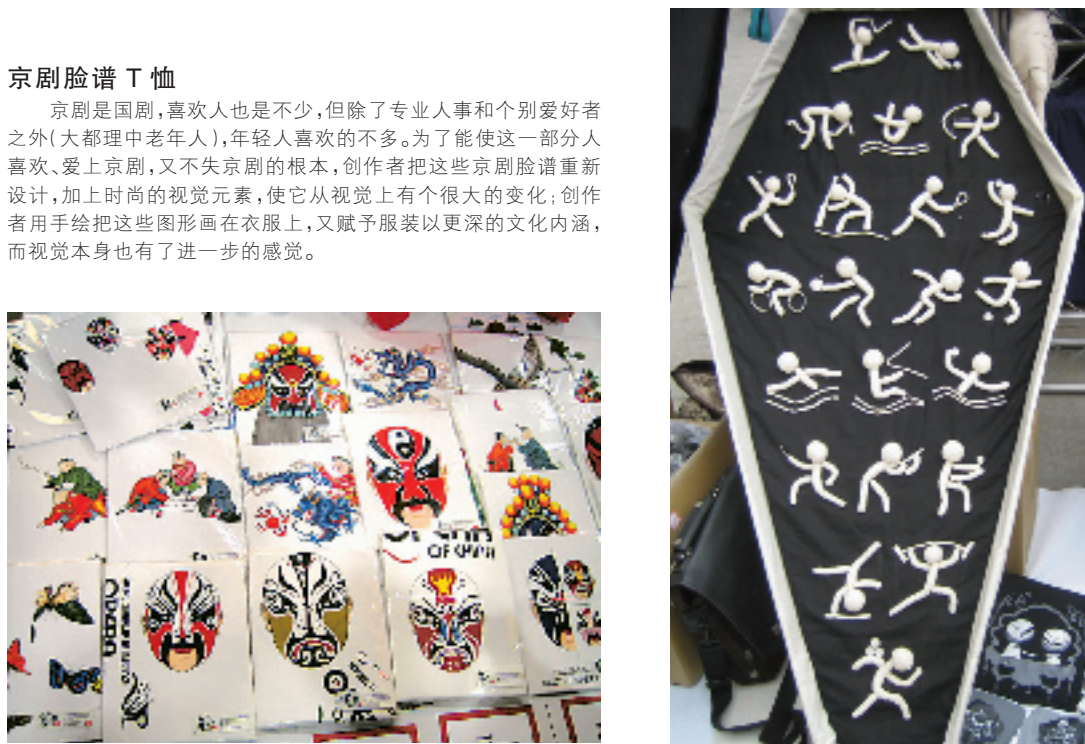 京剧脸谱 T 恤
京剧是国剧,喜欢人也是不少,但除了专业人事和个别爱好者
之外(大都理中老年人),年轻人喜欢的不多。为了能使这一部分人
喜欢、爱上京剧,又不失京剧的根本,创作者把这些京剧脸谱重新
设计,加上时尚的视觉元素,使它从视觉上有个很大的变化;创作
者用手绘把这些图形画在衣服上,又赋予服装以更深的文化内涵,
而视觉本身也有了进一步的感觉。